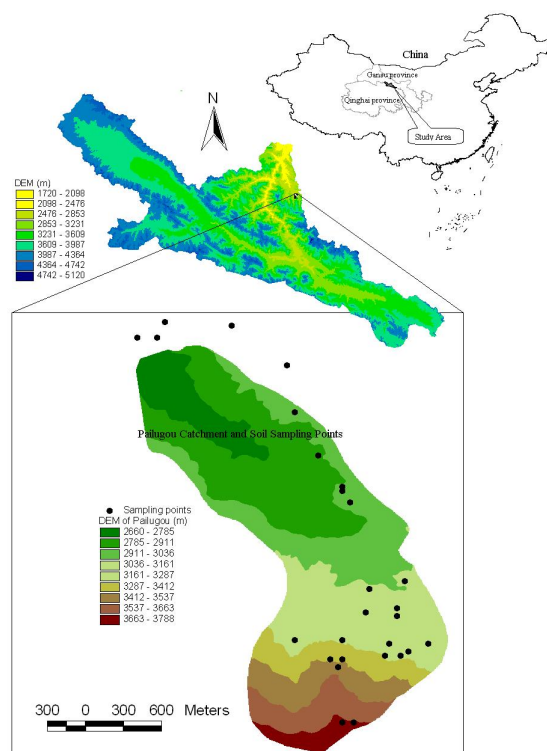 China
Gansu province
Qinghai province
Study Area
N
DEM (m)
1720 - 2098
2098 - 2476
2476 - 2853
2853 - 3231
3231 - 3609
3609 - 3987
3987 - 4364
4364 - 4742
4742 - 5120
Pailugou Catchment and Soil Sampling Points
Sampling points
DEM of Pailugou (m)
2660 - 2785
2785 - 2911
2911 - 3036
3036 - 3161
3161 - 3287
3287 - 3412
3412 - 3537
3537 - 3663
3663 - 3788
300 0 300 600 Meters